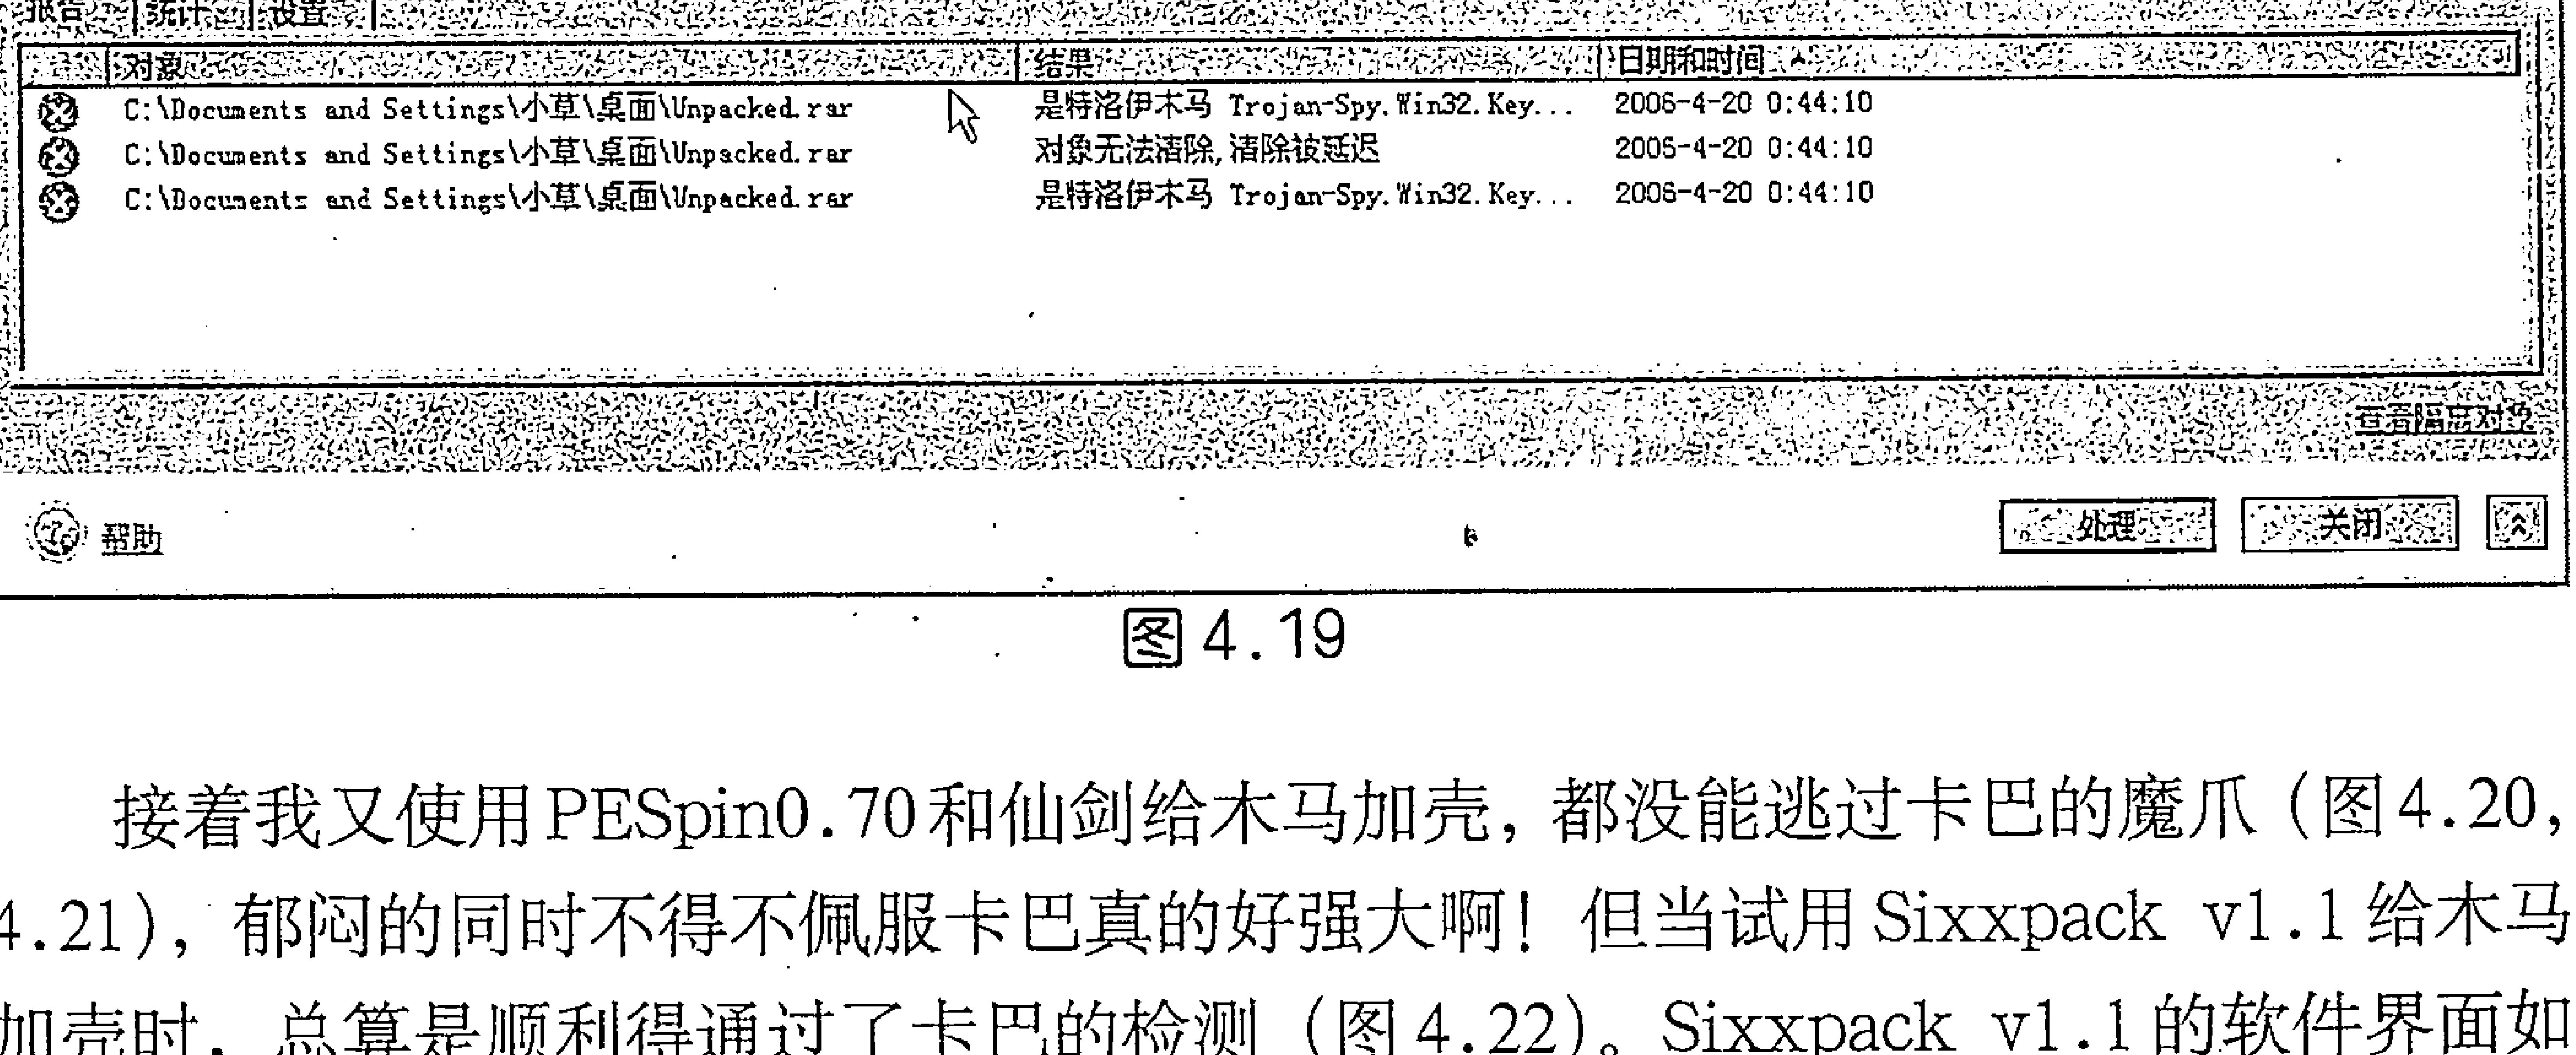 报告 统计 设置
对象 结果 日期和时间
C:\Documents and Settings\小草\桌面\Unpacked.rar 是特洛伊木马 Trojan-Spy.Win32.Key... 2006-4-20 0:44:10
C:\Documents and Settings\小草\桌面\Unpacked.rar 对象无法清除,清除被延迟 2006-4-20 0:44:10
C:\Documents and Settings\小草\桌面\Unpacked.rar 是特洛伊木马 Trojan-Spy.Win32.Key... 2006-4-20 0:44:10
查看隔离对象
帮助 处理 关闭
图4.19
接着我又使用PESpin0.70和仙剑给木马加壳，都没能逃过卡巴的魔爪（图4.20，
4.21），郁闷的同时不得不佩服卡巴真的好强大啊！但当试用Sixxpack v1.1给木马
加壳时，总算是顺利得通过了卡巴的检测（图4.22）。Sixxpack v1.1的软件界面如